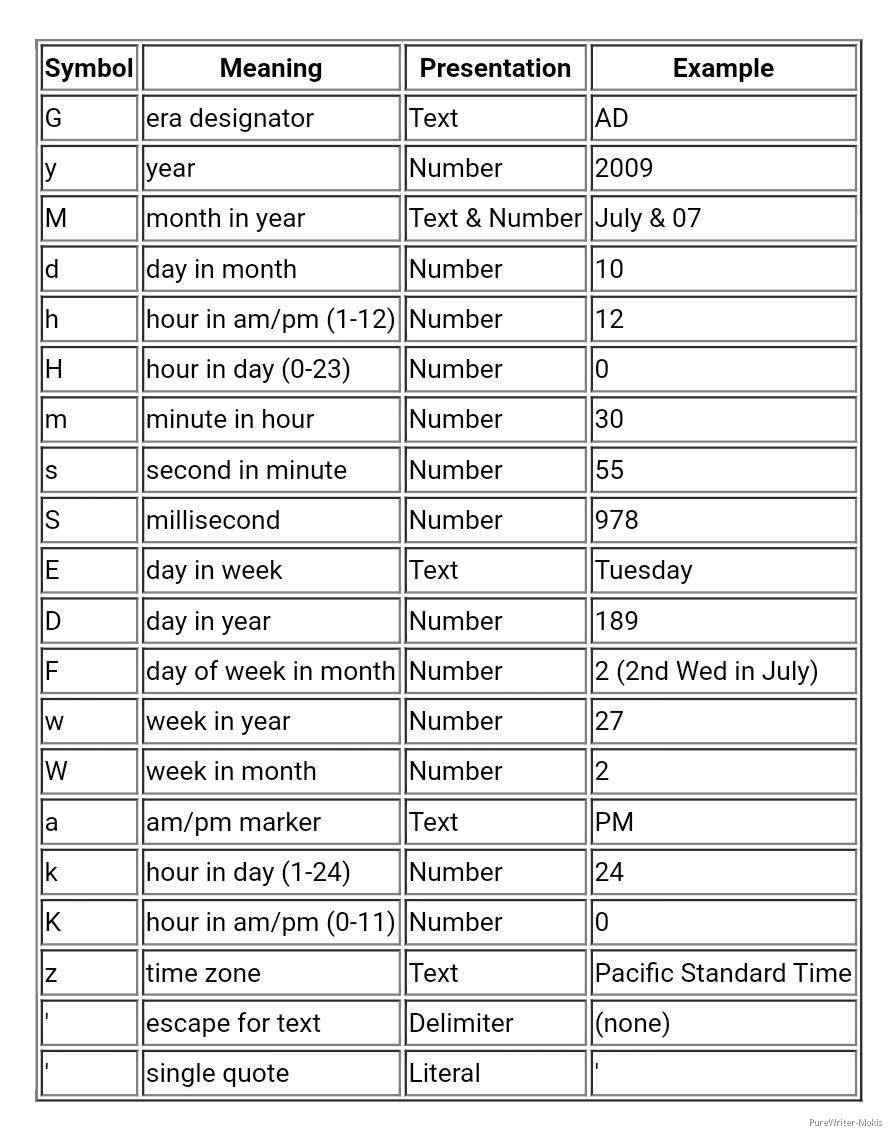 Symbol Meaning Presentation Example
G era designator Text AD
y year Number 2009
M month in year Text & Number July & 07
d day in month Number 10
h hour in am/pm (1-12) Number 12
H hour in day (0-23) Number 0
m minute in hour Number 30
s second in minute Number 55
S millisecond Number 978
E day in week Text Tuesday
D day in year Number 189
F day of week in month Number 2 (2nd Wed in July)
w week in year Number 27
W week in month Number 2
a am/pm marker Text PM
k hour in day (1-24) Number 24
K hour in am/pm (0-11) Number 0
z time zone Text Pacific Standard Time
' escape for text Delimiter (none)
' single quote Literal '
PureWriter-Mokis